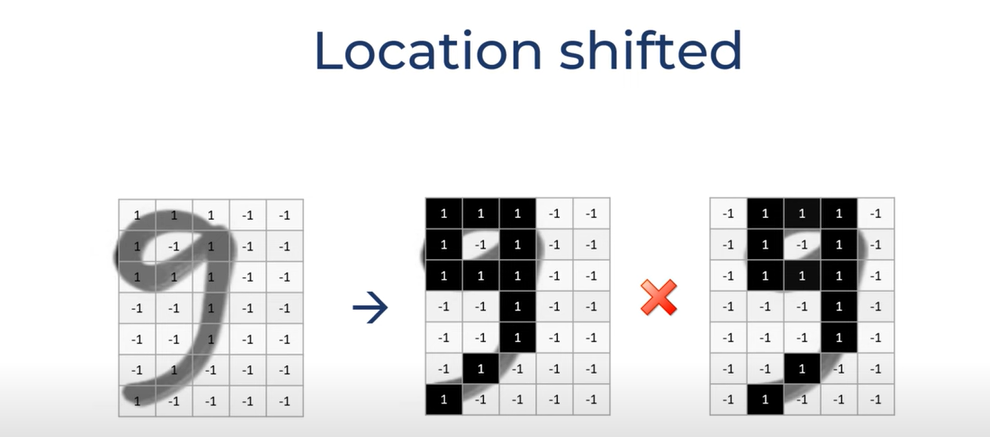 Location shifted
1 1 1 -1 -1 1 1 1 -1 -1 -1 1 1 1 -1
1 -1 1 -1 -1 1 -1 1 -1 -1 -1 1 -1 1 -1
1 1 1 -1 -1 1 1 1 -1 -1 -1 1 1 1 -1
-1 -1 1 -1 -1 -1 -1 1 -1 -1 -1 -1 -1 1 -1
-1 -1 1 -1 -1 -1 -1 1 -1 -1 -1 -1 -1 1 -1
-1 1 -1 -1 -1 -1 1 -1 -1 -1 -1 -1 1 -1 -1
1 -1 -1 -1 -1 1 -1 -1 -1 -1 -1 1 -1 -1 -1